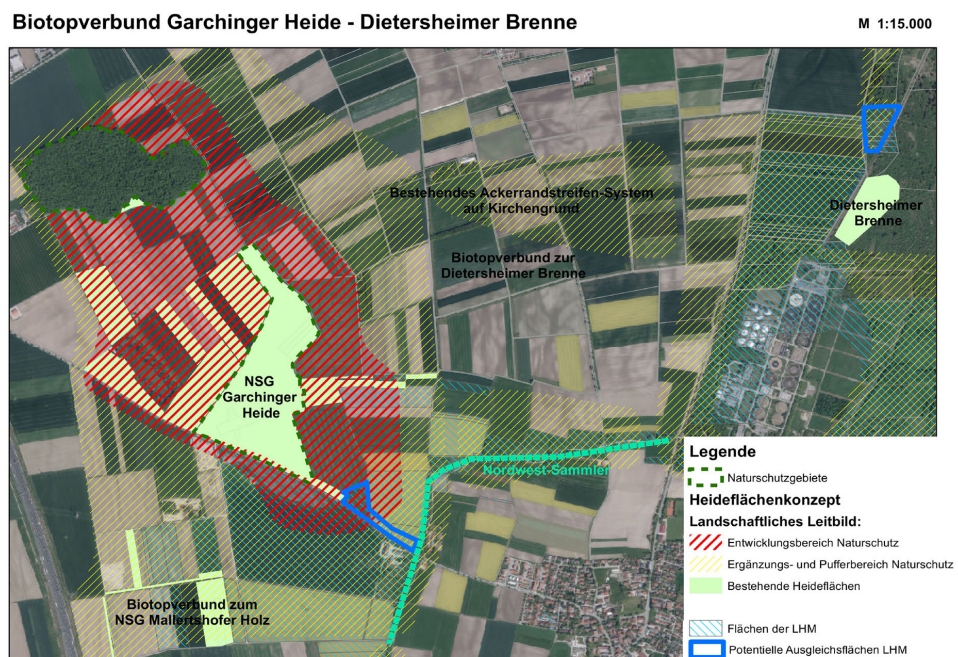 Biotopverbund Garchinger Heide - Dietersheimer Brenne
M 1:15.000
Bestehendes Ackerrandstreifen-System
auf Kirchengrund
Dietersheimer
Brenne
Biotopverbund zur
Dietersheimer Brenne
NSG
Garchinger
Heide
Nordwest-Sammler
Biotopverbund zum
NSG Mallertshofer Holz
Legende
Naturschutzgebiete
Heideflächenkonzept
Landschaftliches Leitbild:
Entwicklungsbereich Naturschutz
Ergänzungs- und Pufferbereich Naturschutz
Bestehende Heideflächen
Flächen der LHM
Potentielle Ausgleichsflächen LHM